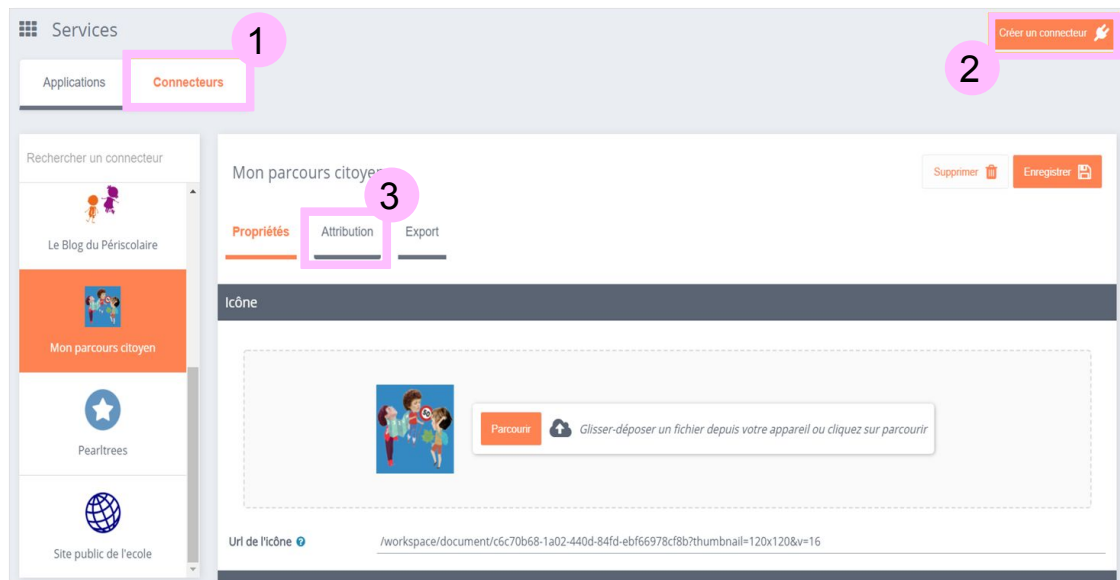 Services
1
Créer un connecteur
2
Applications
Connecteurs
Rechercher un connecteur
Le Blog du Périscolaire
Mon parcours citoyen
Pearltrees
Site public de l'ecole
Mon parcours citoyen
Supprimer
Enregistrer
3
Propriétés
Attribution
Export
Icône
Parcourir
Glisser-déposer un fichier depuis votre appareil ou cliquez sur parcourir
Url de l'icône ?
/workspace/document/c6c70b68-1a02-440d-84fd-ebf66978cf8b?thumbnail=120x120&v=16